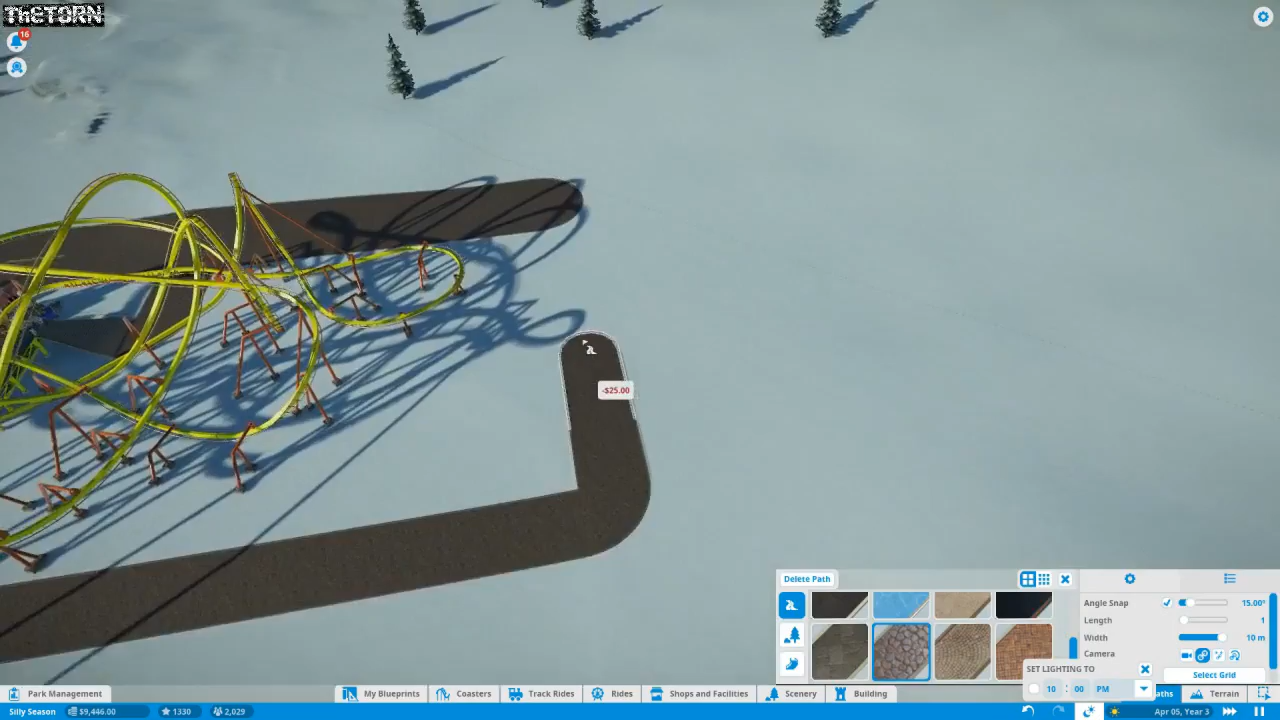 THETORN
16
-$25.00
Delete Path
Angle Snap 15.00°
Length 1
Width 10 m
Camera
SET LIGHTING TO
Select Grid
10 : 00 PM
Park Management
My Blueprints
Coasters
Track Rides
Rides
Shops and Facilities
Scenery
Building
aths
Terrain
Silly Season
$9,446.00
1330
2,029
Apr 05, Year 3